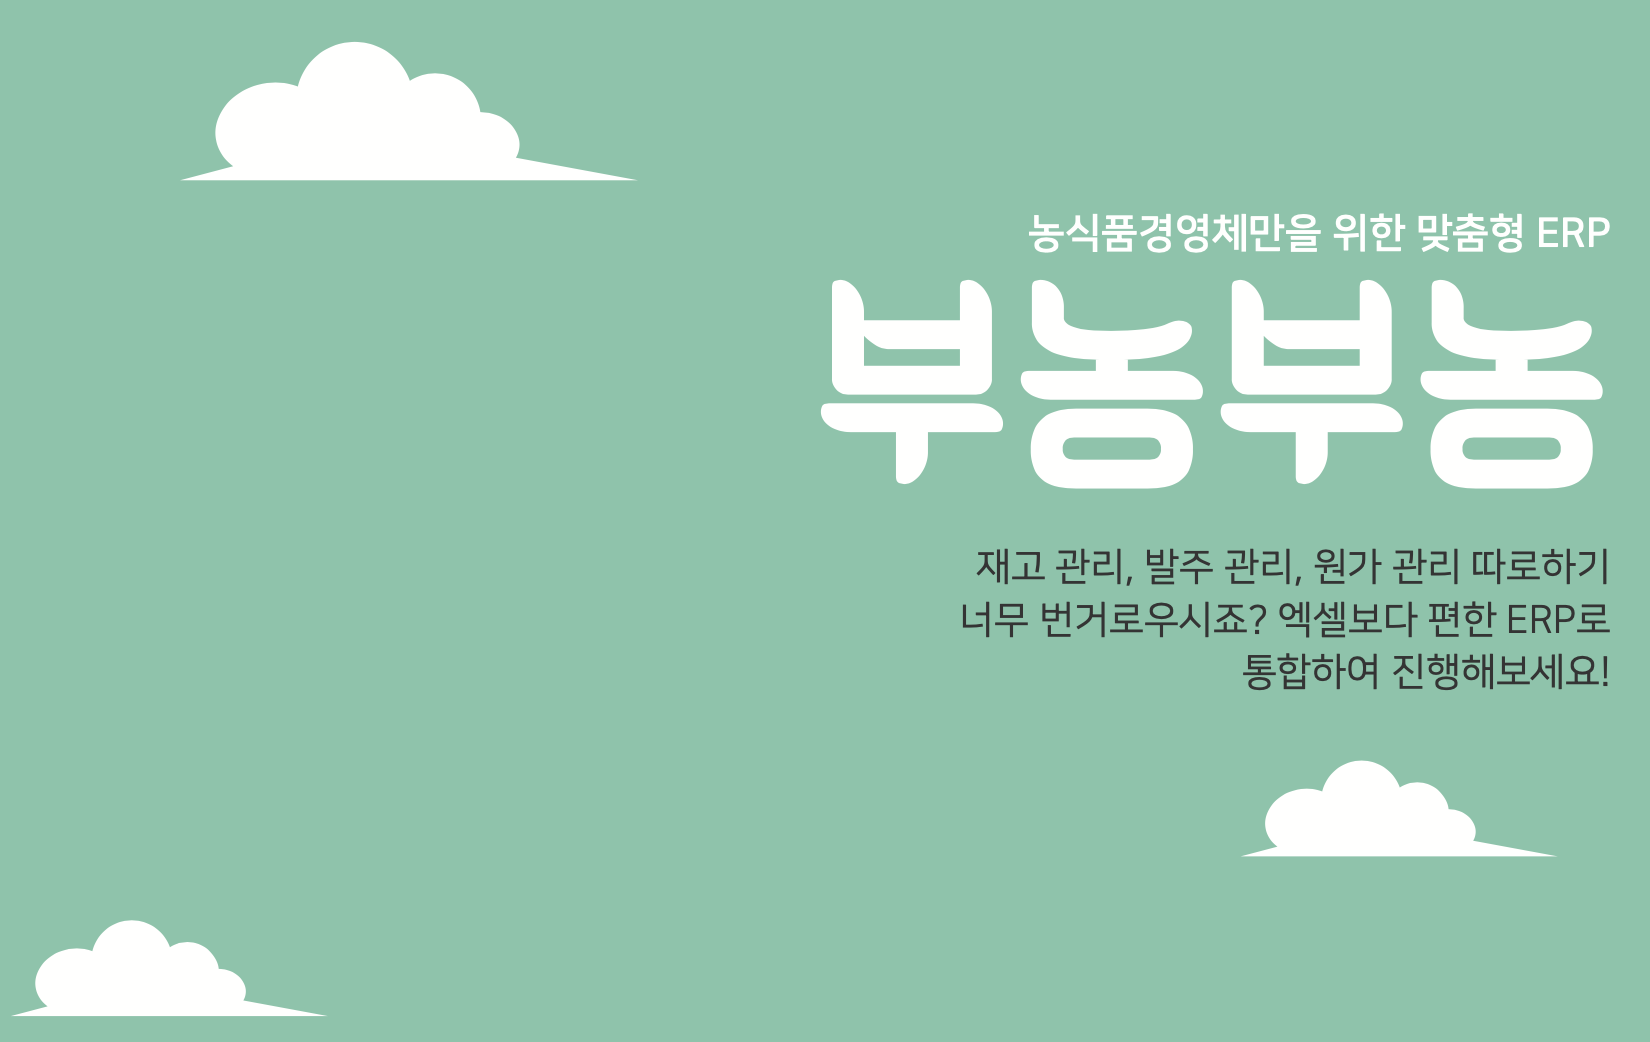 농식품경영체만을 위한 맞춤형 ERP
부농부농
재고 관리, 발주 관리, 원가 관리 따로하기
너무 번거로우시죠? 엑셀보다 편한 ERP로
통합하여 진행해보세요!